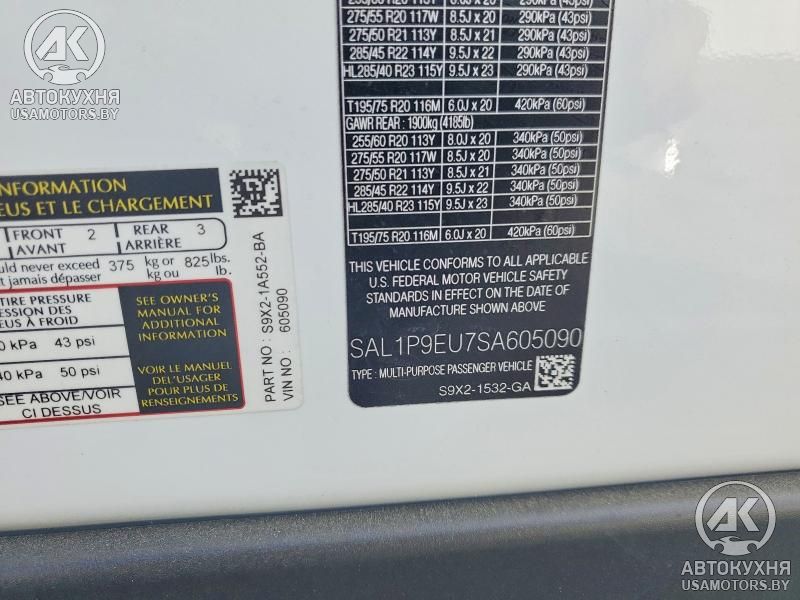 АК
АВТОКУХНЯ
USAMOTORS.BY
275/55 R20 117W 8.5J x 20 290kPa (43psi)
275/50 R21 113Y 8.5J x 21 290kPa (43psi)
285/45 R22 114Y 9.5J x 22 290kPa (43psi)
HL285/40 R23 115Y 9.5J x 23 290kPa (43psi)
T195/75 R20 116M 6.0J x 20 420kPa (60psi)
GAWR REAR : 1900kg (4185lb)
255/60 R20 113Y 8.0J x 20 340kPa (50psi)
275/55 R20 117W 8.5J x 20 340kPa (50psi)
275/50 R21 113Y 8.5J x 21 340kPa (50psi)
285/45 R22 114Y 9.5J x 22 340kPa (50psi)
HL285/40 R23 115Y 9.5J x 23 340kPa (50psi)
T195/75 R20 116M 6.0J x 20 420kPa (60psi)
THIS VEHICLE CONFORMS TO ALL APPLICABLE
U.S. FEDERAL MOTOR VEHICLE SAFETY
STANDARDS IN EFFECT ON THE DATE OF
MANUFACTURE SHOWN ABOVE
SAL1P9EU7SA605090
TYPE : MULTI-PURPOSE PASSENGER VEHICLE
S9X2-1532-GA
INFORMATION
EUS ET LE CHARGEMENT
FRONT 2 REAR 3
AVANT ARRIÈRE
uld never exceed 375 kg or 825 lbs.
t jamais dépasser kg ou lb.
TIRE PRESSURE
ESSION DES
EUS À FROID
0 kPa 43 psi
40 kPa 50 psi
SEE ABOVE/VOIR
CI DESSUS
SEE OWNER'S
MANUAL FOR
ADDITIONAL
INFORMATION
VOIR LE MANUEL
DEL'USAGER
POUR PLUS DE
RENSEIGNEMENTS
PART NO : S9X2-1A552-BA
VIN NO : 605090
АК
АВТОКУХНЯ
USAMOTORS.BY